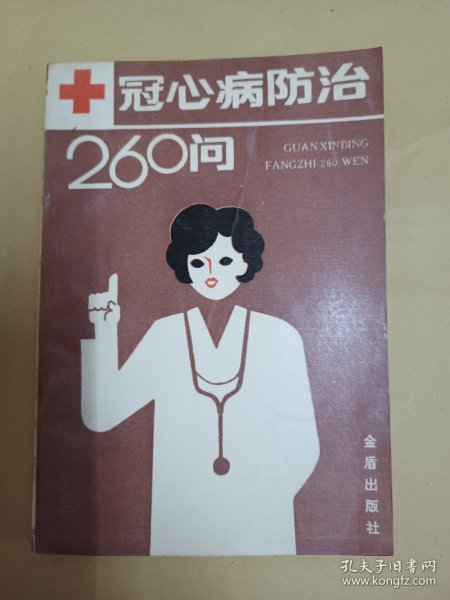 冠心病防治
260问
GUANXINBING
FANGZHI 260 WEN
金盾出版社
孔夫子旧书网
www.kongfz.com